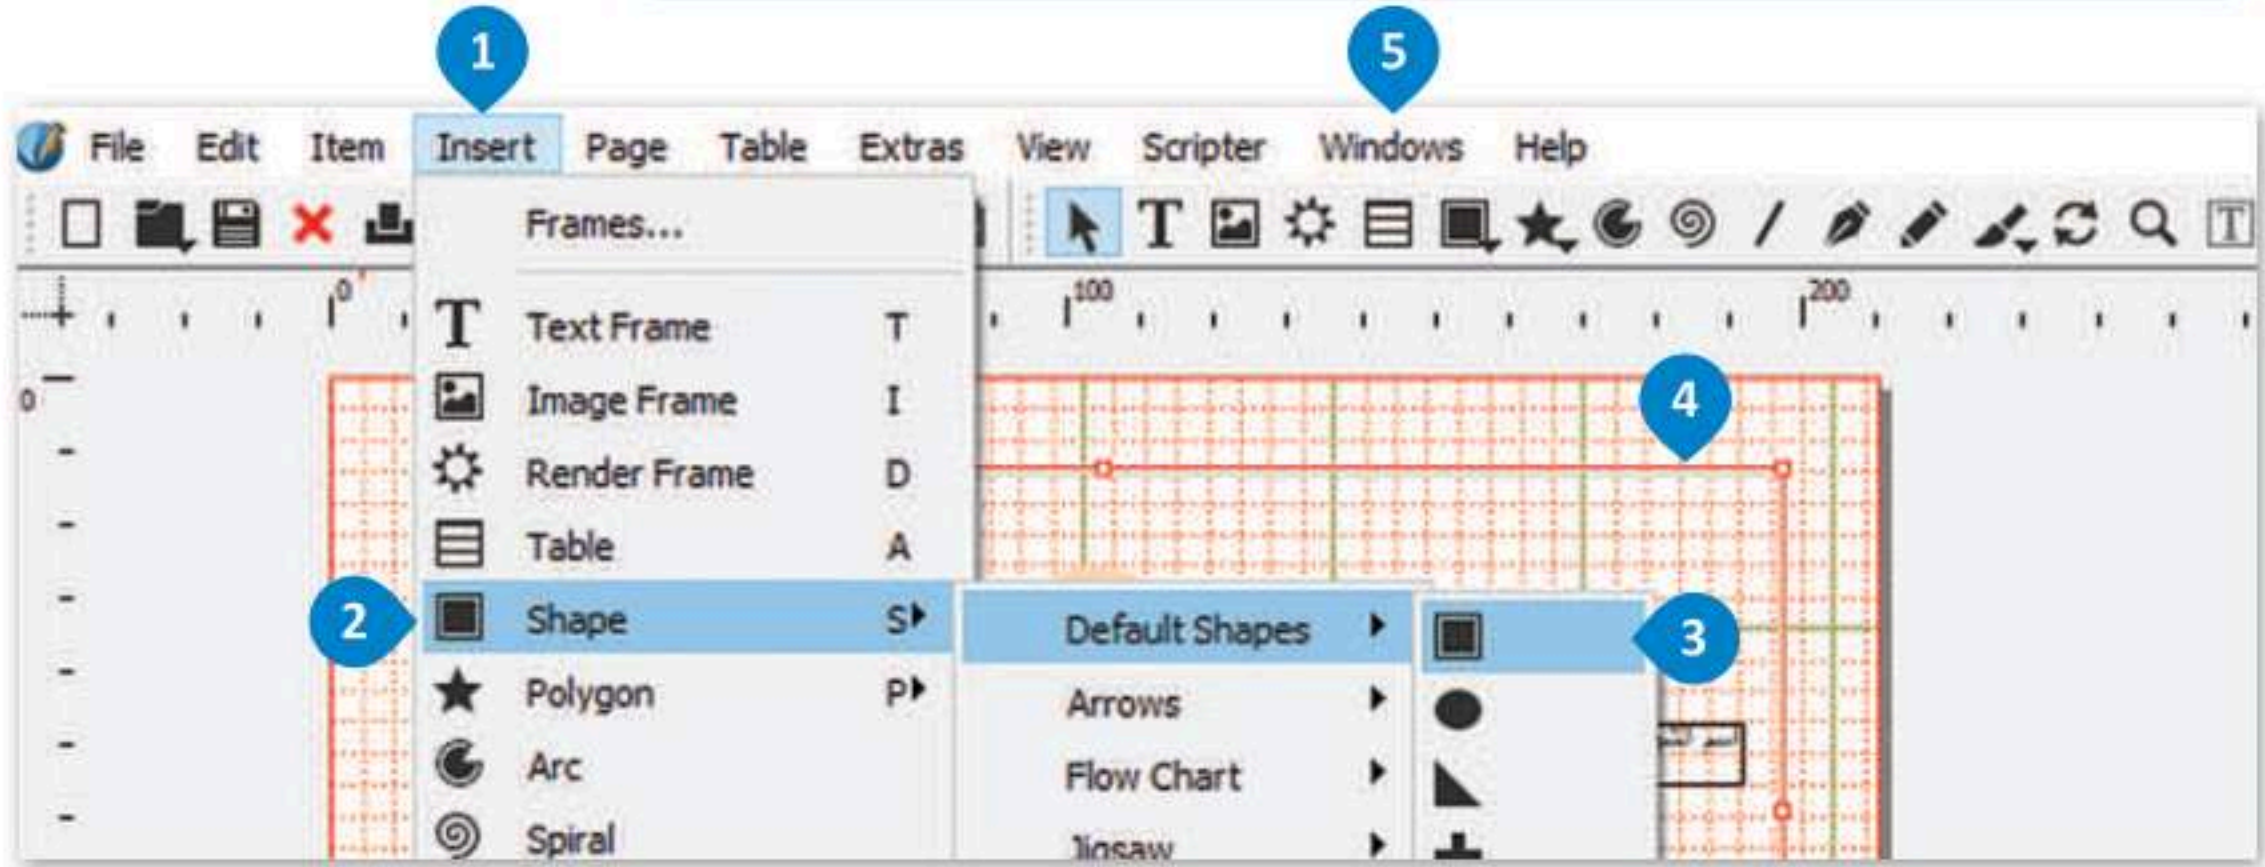 1 5
File Edit Item Insert Page Table Extras View Scripter Windows Help
Frames...
0 100 200
Text Frame T
0
Image Frame I
4
Render Frame D
Table A
2 Shape S Default Shapes 3
Polygon P Arrows
Arc Flow Chart
Spiral Jigsaw